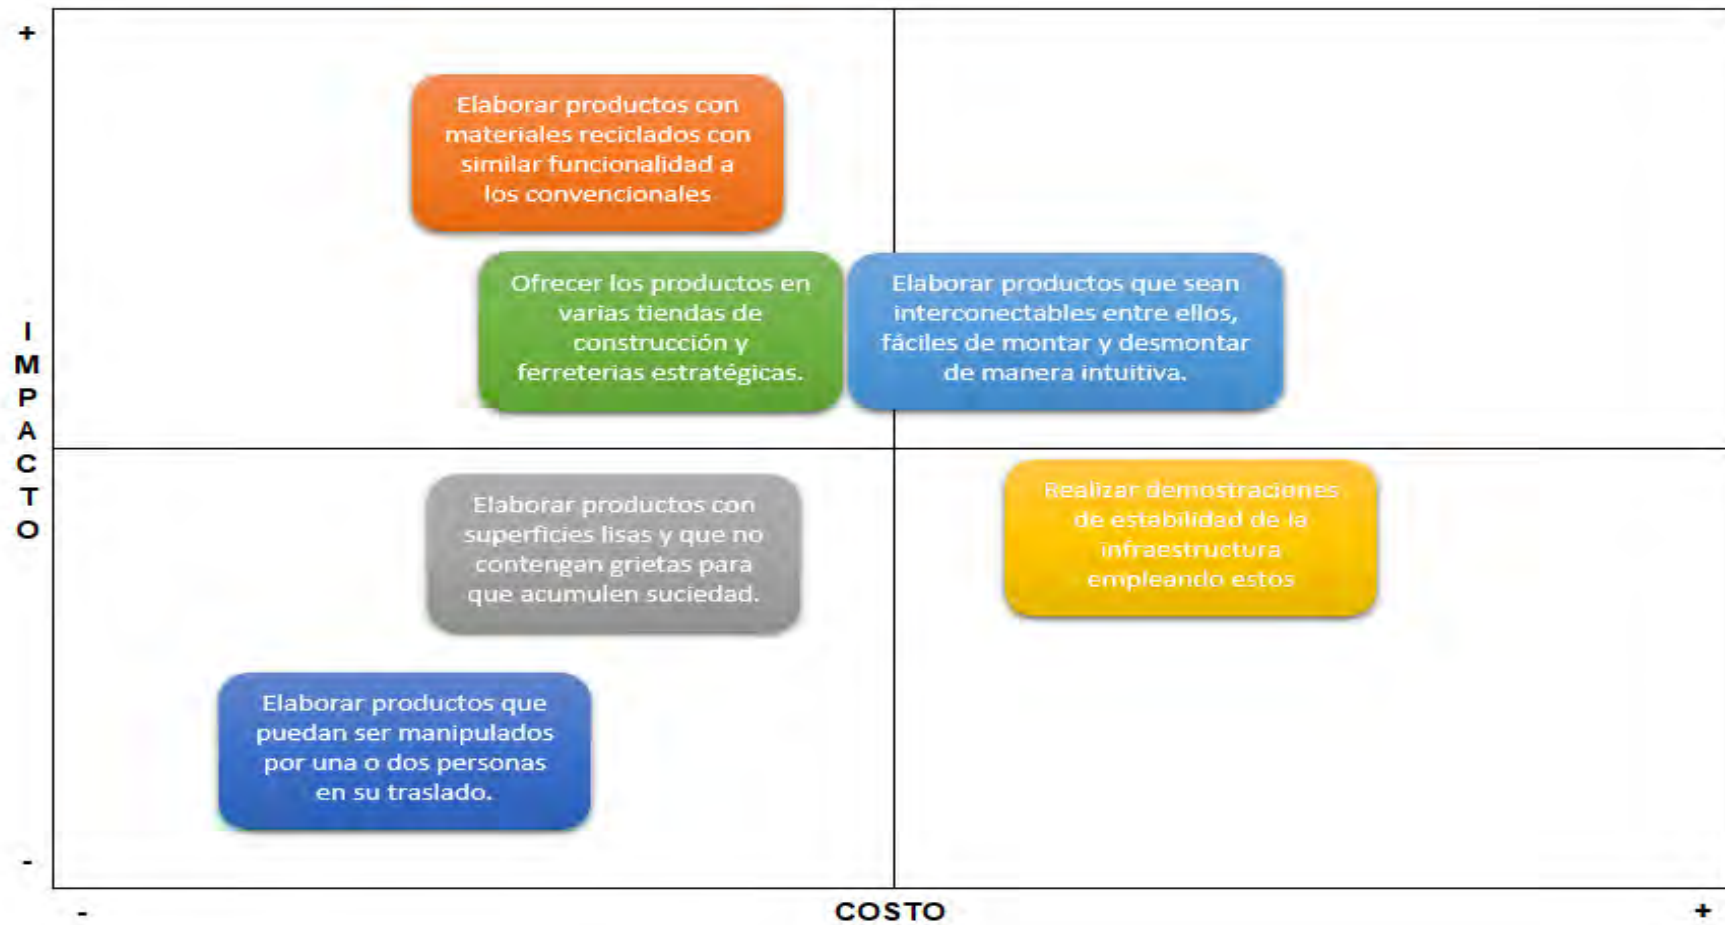 +
Elaborar productos con
materiales reciclados con
similar funcionalidad a
los convencionales
Ofrecer los productos en
varias tiendas de
construcción y
ferreterias estratégicas.
Elaborar productos que sean
interconectables entre ellos,
fáciles de montar y desmontar
de manera intuitiva.
IMPACTO
Elaborar productos con
superficies lisas y que no
contengan grietas para
que acumulen suciedad.
Realizar demostraciones
de estabilidad de la
infraestructura
empleando estos
Elaborar productos que
puedan ser manipulados
por una o dos personas
en su traslado.
-
- COSTO +